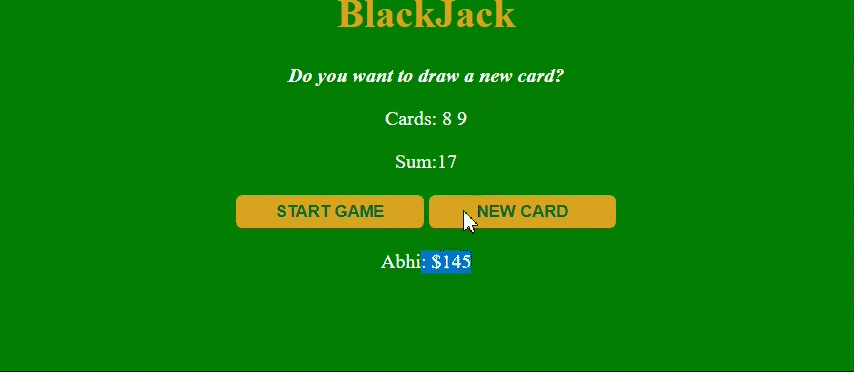 BlackJack
Do you want to draw a new card?
Cards: 8 9
Sum:17
START GAME NEW CARD
Abhi: $145